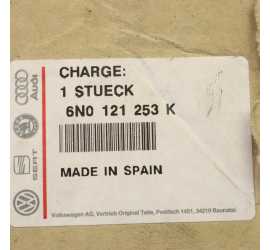 CHARGE:
1 STUECK
6N0 121 253 K
MADE IN SPAIN
Audi
SEAT
Volkswagen AG, Vertrieb Original Teile, Postfach 1451, 34219 Baunatal